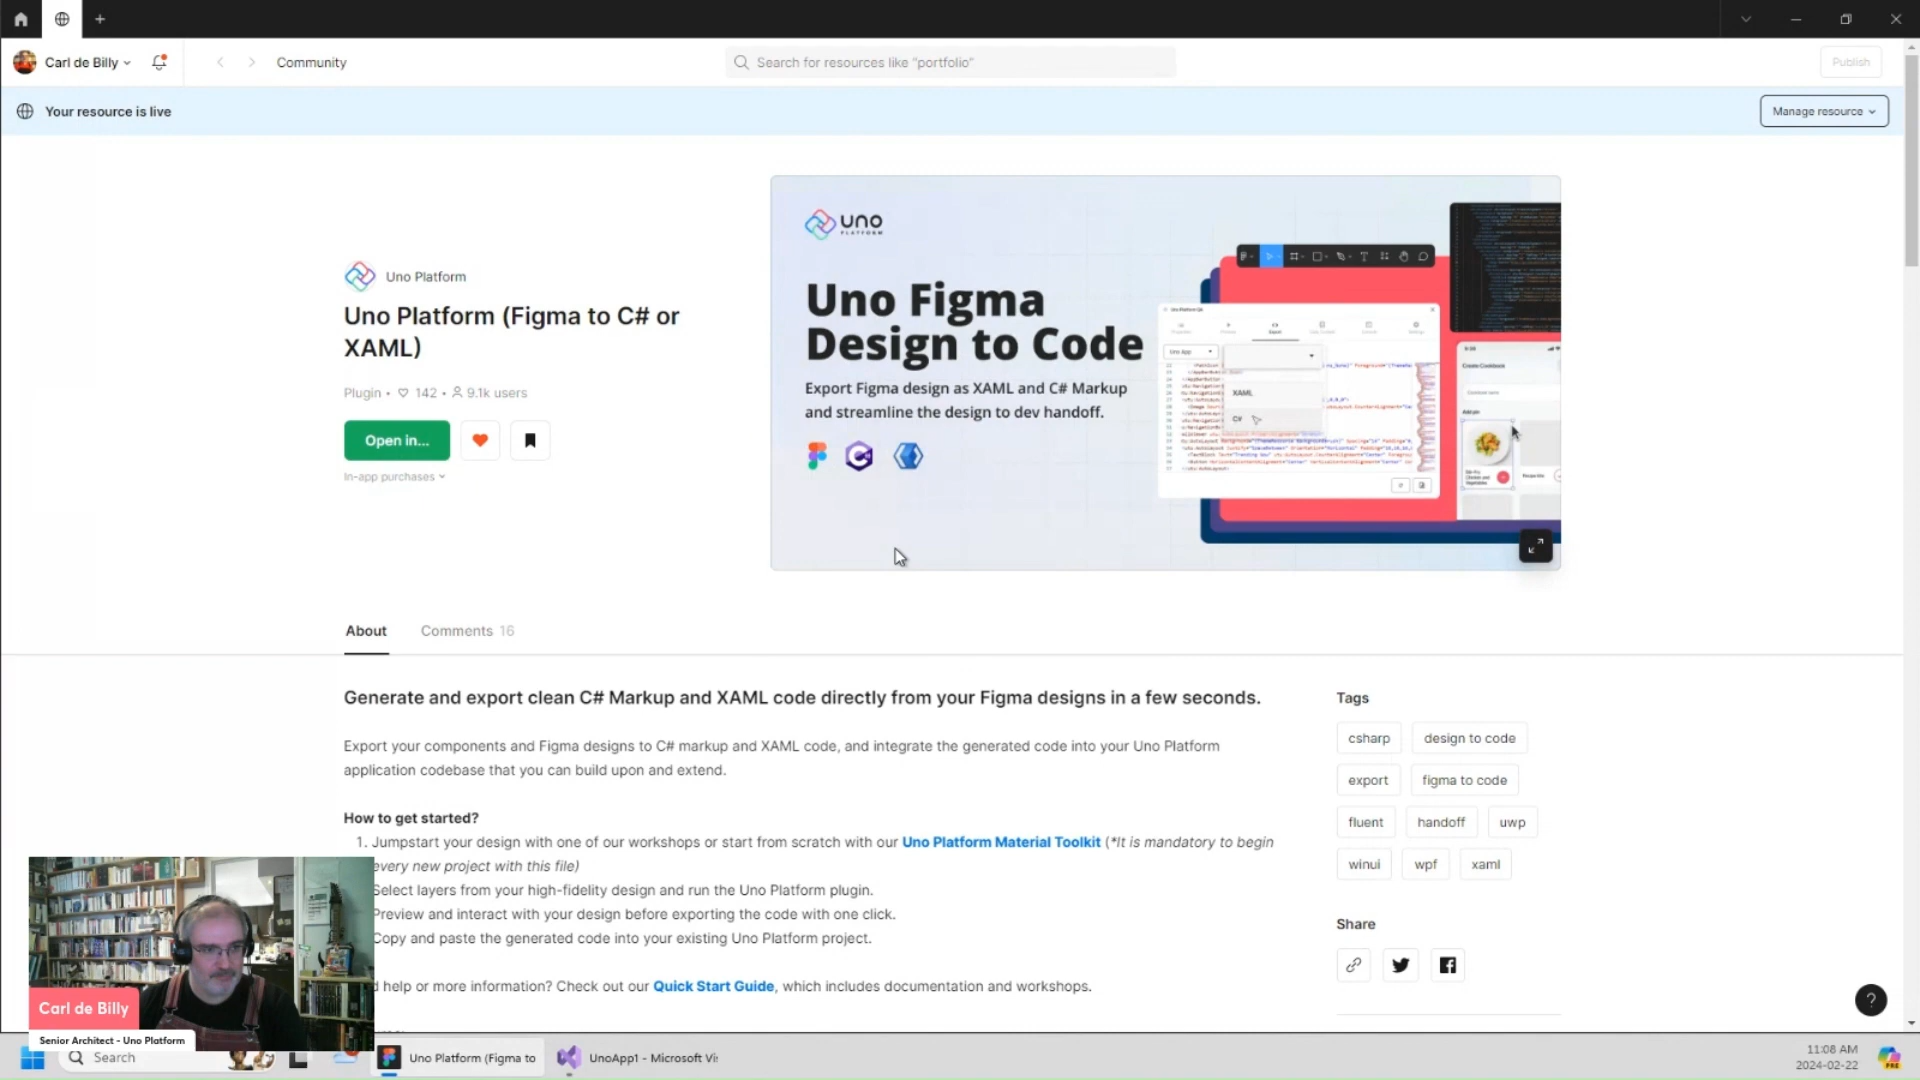 Carl de Billy
Community
Search for resources like "portfolio"
Publish
Your resource is live
Manage resource
Uno Platform
Uno Platform (Figma to C# or
XAML)
Plugin • 142 • 9.1k users
Open in...
In-app purchases
UNO
PLATFORM
Uno Figma
Design to Code
Export Figma design as XAML and C# Markup
and streamline the design to dev handoff.
Uno App
XAML
C#
Create Cookbook
About
Comments 16
Generate and export clean C# Markup and XAML code directly from your Figma designs in a few seconds.
Export your components and Figma designs to C# markup and XAML code, and integrate the generated code into your Uno Platform
application codebase that you can build upon and extend.
How to get started?
1. Jumpstart your design with one of our workshops or start from scratch with our Uno Platform Material Toolkit (*It is mandatory to begin
every new project with this file)
Select layers from your high-fidelity design and run the Uno Platform plugin.
Preview and interact with your design before exporting the code with one click.
Copy and paste the generated code into your existing Uno Platform project.
d help or more information? Check out our Quick Start Guide, which includes documentation and workshops.
Tags
csharp
design to code
export
figma to code
fluent
handoff
uwp
winui
wpf
xaml
Share
?
Carl de Billy
Senior Architect - Uno Platform
Search
Uno Platform (Figma to
UnoApp1 - Microsoft Vi
11:08 AM
2024-02-22